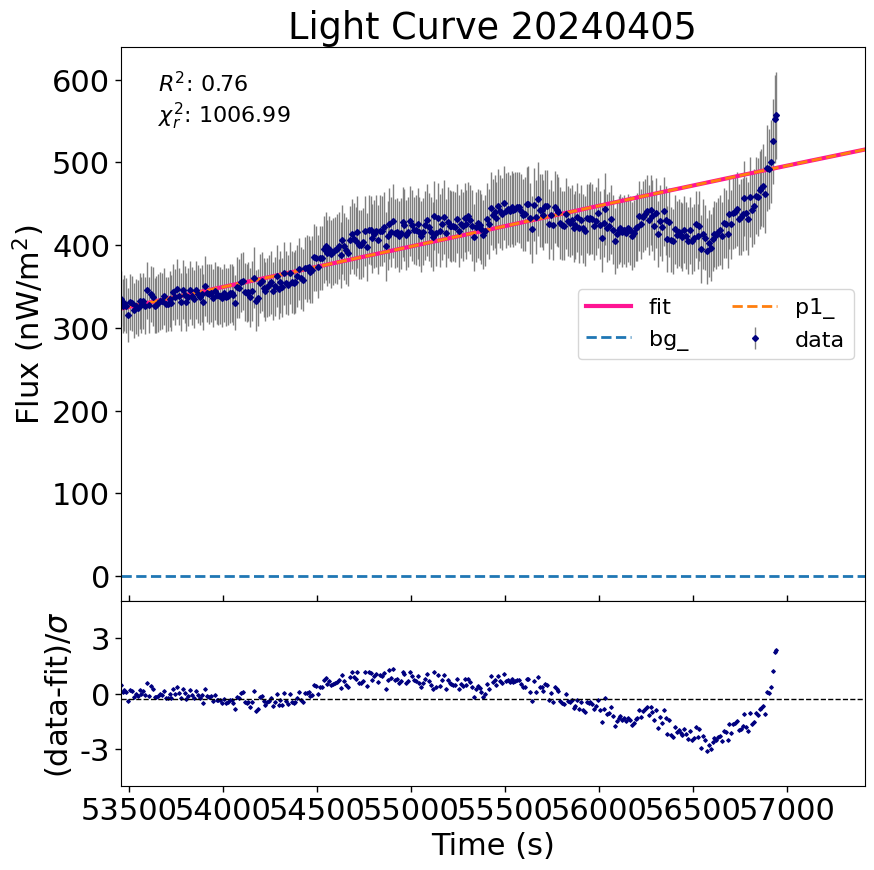 Light Curve 20240405
R²: 0.76
χ²ᵣ: 1006.99
600
500
400
300
200
100
0
Flux (nW/m²)
fit
bg_
p1_
data
3
0
-3
(data-fit)/σ
53500 54000 54500 55000 55500 56000 56500 57000
Time (s)